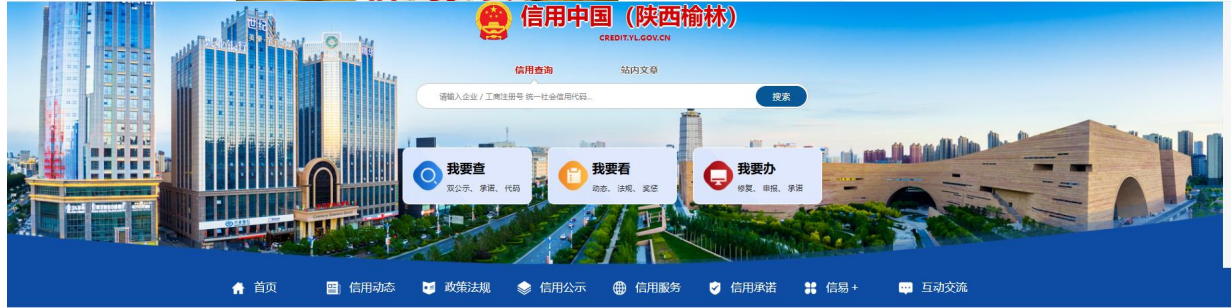 信用中国（陕西榆林）
CREDIT.YL.GOV.CN
信用查询 站内文章
请输入企业 / 工商注册号 统一社会信用代码... 搜索
我要查 我要看 我要办
双公示、承诺、代码 动态、法规、奖惩 修复、申报、承诺
首页 信用动态 政策法规 信用公示 信用服务 信用承诺 信易+ 互动交流